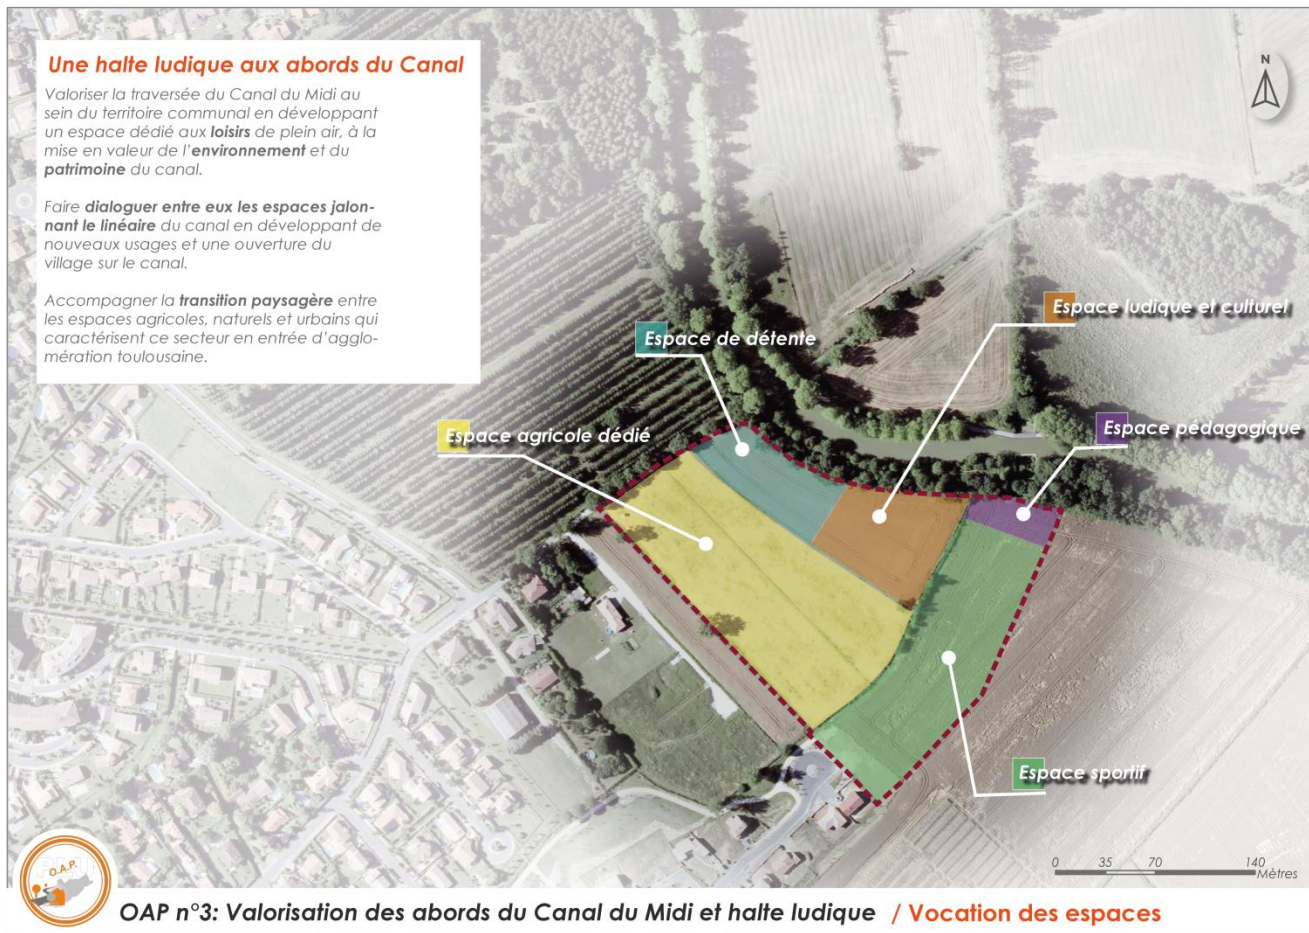 Une halte ludique aux abords du Canal
Valoriser la traversée du Canal du Midi au
sein du territoire communal en développant
un espace dédié aux loisirs de plein air, à la
mise en valeur de l'environnement et du
patrimoine du canal.
Faire dialoguer entre eux les espaces jalon-
nant le linéaire du canal en développant de
nouveaux usages et une ouverture du
village sur le canal.
Accompagner la transition paysagère entre
les espaces agricoles, naturels et urbains qui
caractérisent ce secteur en entrée d'agglo-
mération toulousaine.
N
Espace ludique et culturel
Espace de détente
Espace agricole dédié
Espace pédagogique
Espace sportif
0 35 70 140
Mètres
O.A.P.
OAP n°3: Valorisation des abords du Canal du Midi et halte ludique / Vocation des espaces